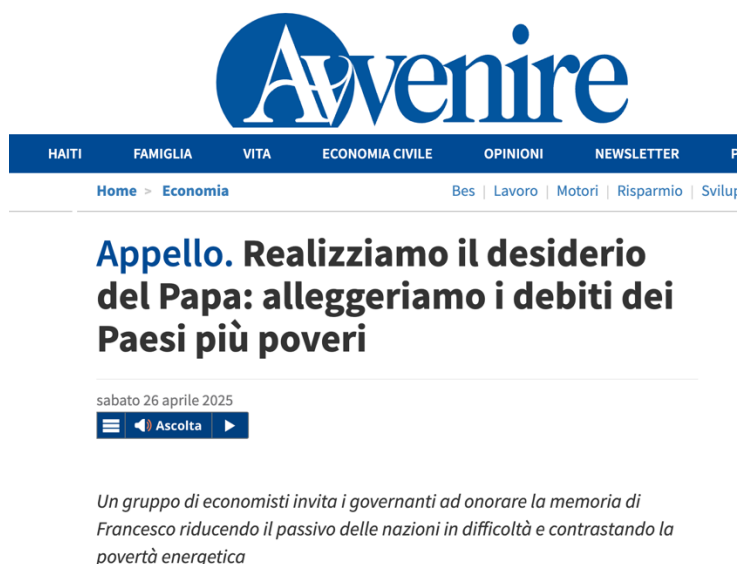 Avvenire
HAITI FAMIGLIA VITA ECONOMIA CIVILE OPINIONI NEWSLETTER
Home > Economia Bes | Lavoro | Motori | Risparmio |
Appello. Realizziamo il desiderio
del Papa: alleggeriamo i debiti dei
Paesi più poveri
sabato 26 aprile 2025
Ascolta
Un gruppo di economisti invita i governanti ad onorare la memoria di
Francesco riducendo il passivo delle nazioni in difficoltà e contrastando la
povertà energetica